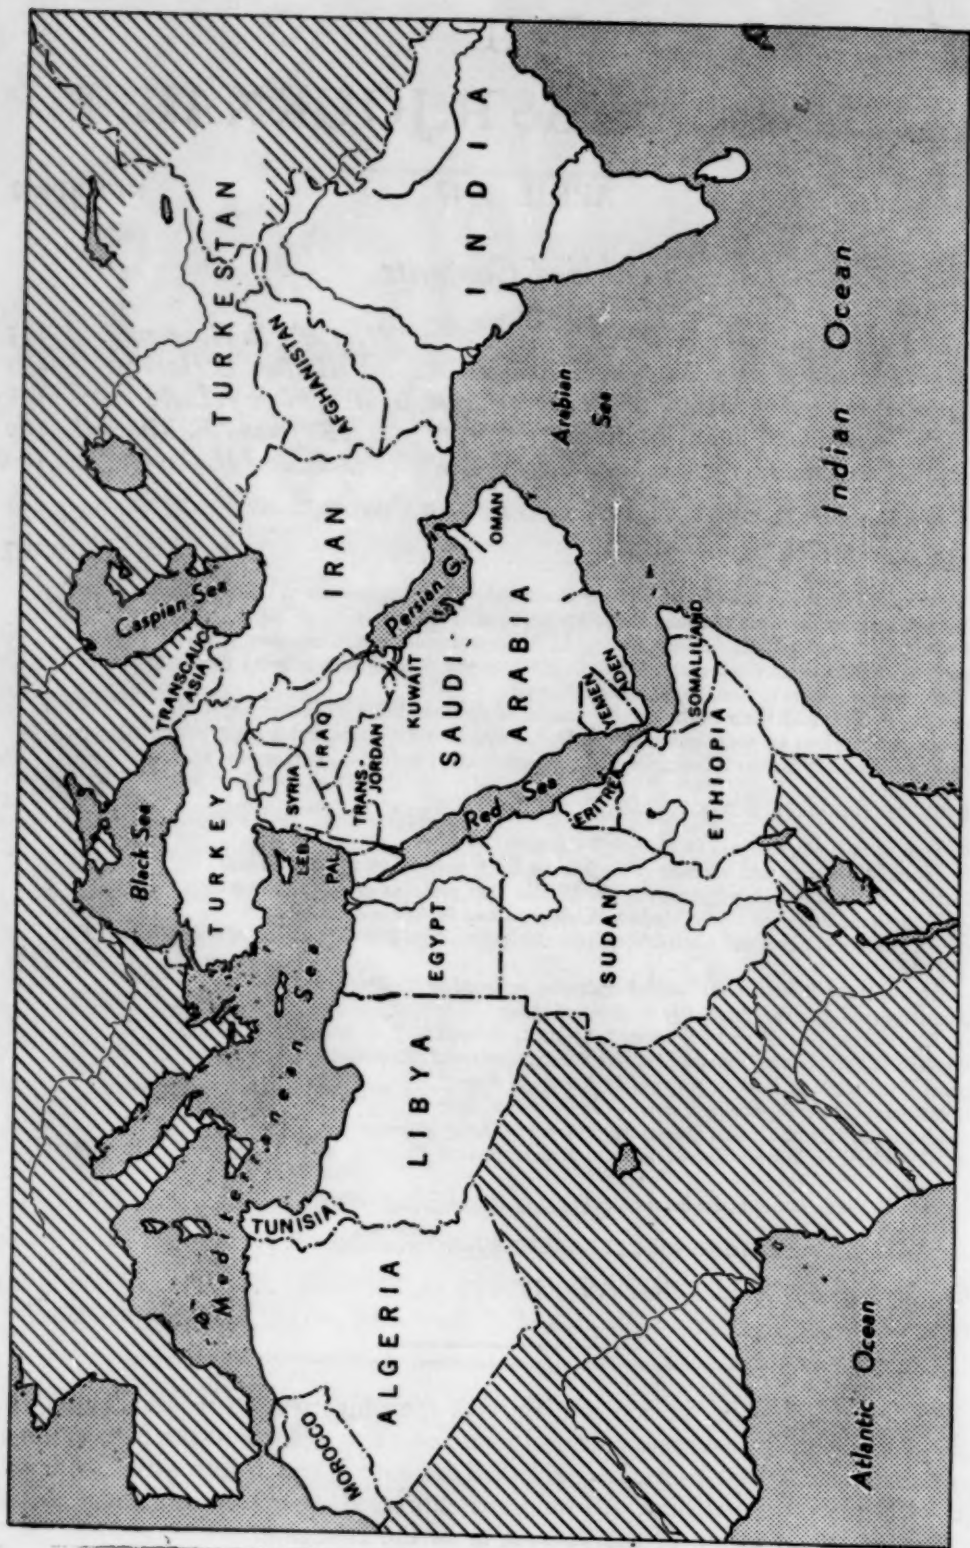 Black Sea
Caspian Sea
TRANSCAUC
ASIA
TURKESTAN
TURKEY
Mediterranean Sea
AFGHANISTAN
IRAN
SYRIA
IRAQ
LEB.
PAL.
TRANS-
JORDAN
KUWAIT
Persian G.
TUNISIA
MOROCCO
ALGERIA
LIBYA
EGYPT
SAUDI
ARABIA
OMAN
INDIA
Red Sea
YEMEN
ADEN
Arabian
Sea
SUDAN
ERITREA
ETHIOPIA
SOMALILAND
Indian Ocean
Atlantic Ocean